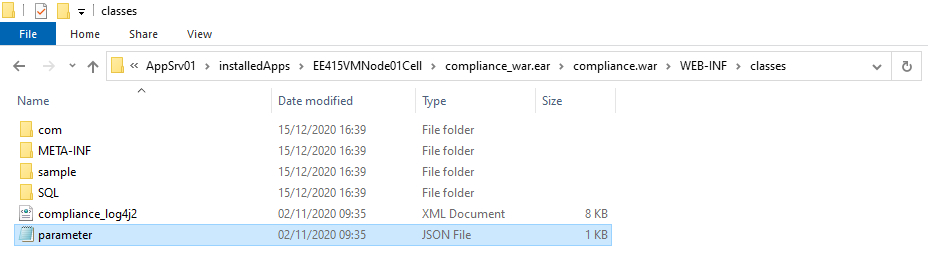 classes
File Home Share View
« AppSrv01 › installedApps › EE415VMNode01Cell › compliance_war.ear › compliance.war › WEB-INF › classes
Name Date modified Type Size
com 15/12/2020 16:39 File folder
META-INF 15/12/2020 16:39 File folder
sample 15/12/2020 16:39 File folder
SQL 15/12/2020 16:39 File folder
compliance_log4j2 02/11/2020 09:35 XML Document 8 KB
parameter 02/11/2020 09:35 JSON File 1 KB